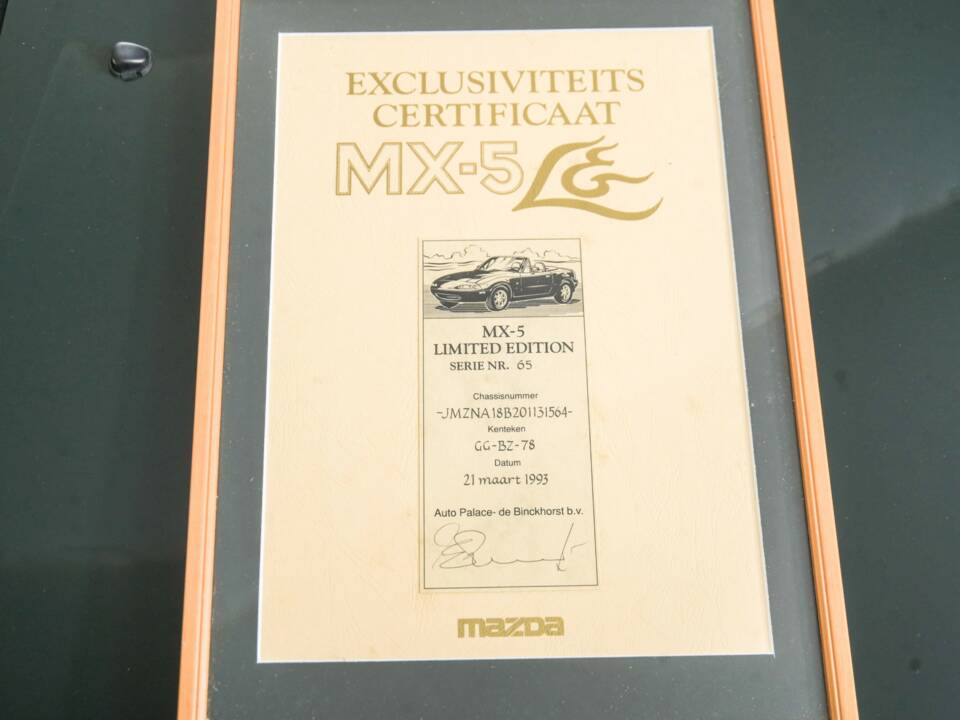 EXCLUSIVITEITS
CERTIFICAAT
MX-5 LE
MX-5
LIMITED EDITION
SERIE NR. 65
Chassisnummer
-JMZNA18B201131564-
Kenteken
GG-BZ-78
Datum
21 maart 1993
Auto Palace- de Binckhorst b.v.
mazda